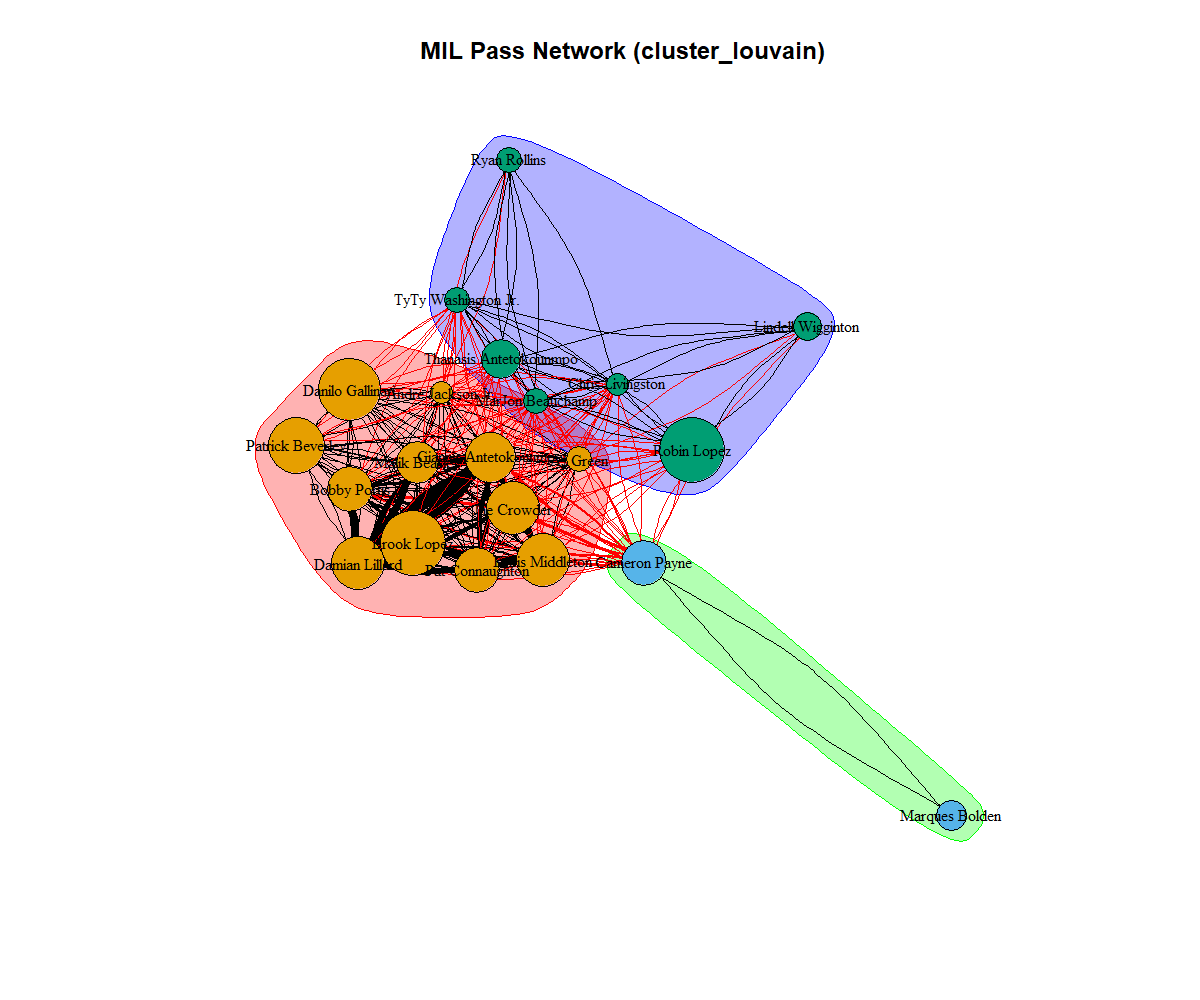 MIL Pass Network (cluster_louvain)
Ryan Rollins
TyTy Washington Jr.
Lindell Wigginton
Thanasis Antetokounmpo
Chris Livingston
Danilo Gallinari
Andre Jackson Jr.
MarJon Beauchamp
Patrick Beverley
Malik Beasley
Giannis Antetokounmpo
Green
Robin Lopez
Bobby Portis
Jae Crowder
Brook Lopez
Damian Lillard
Pat Connaughton
Khris Middleton
Cameron Payne
Marques Bolden